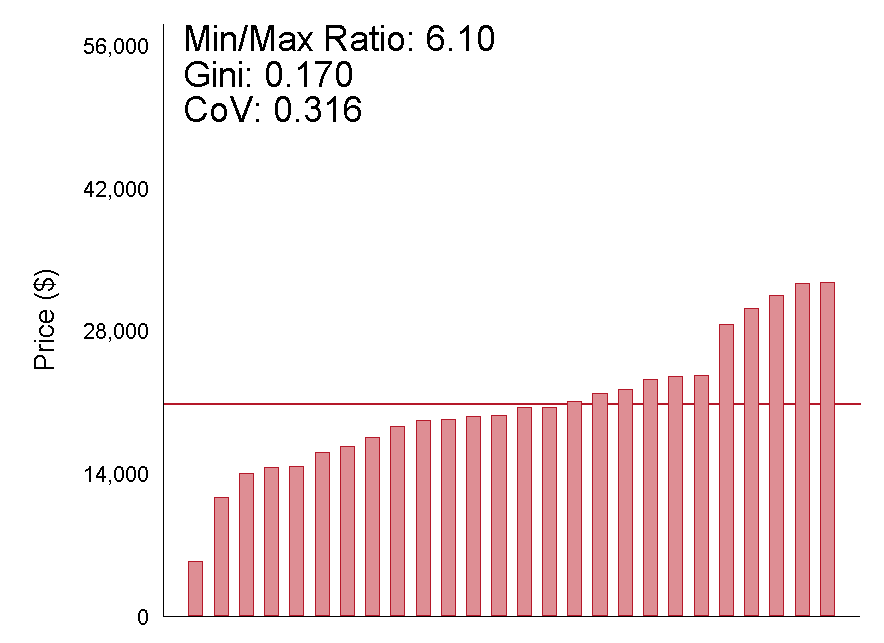 Min/Max Ratio: 6.10
Gini: 0.170
CoV: 0.316
56,000
42,000
28,000
14,000
0
Price ($)